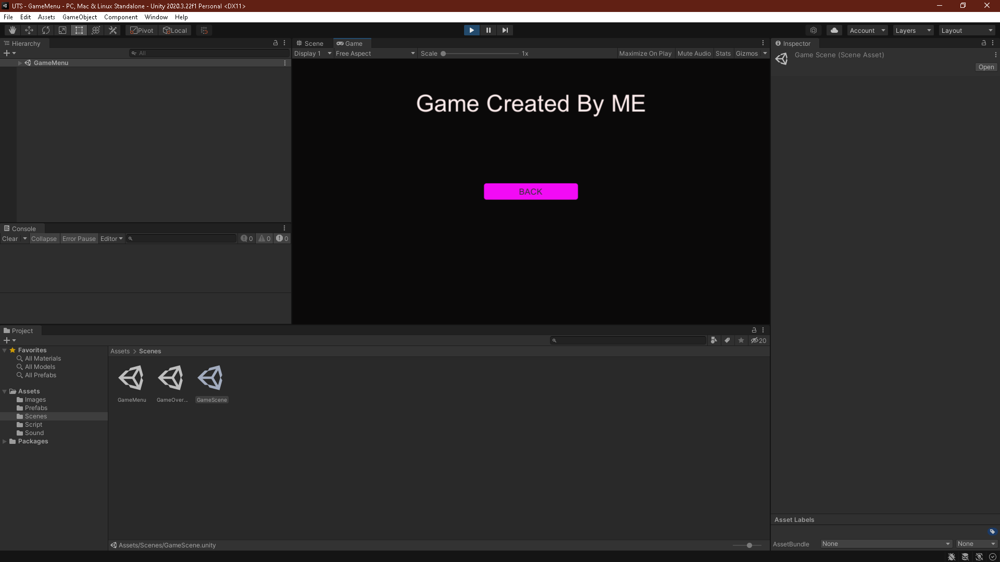 UTS - GameMenu - PC, Mac & Linux Standalone - Unity 2020.3.22f1 Personal <DX11>
File Edit Assets GameObject Component Window Help
Pivot Local Account Layers Layout
Hierarchy
All
GameMenu
Scene Game
Display 1 Free Aspect Scale 1x Maximize On Play Mute Audio Stats Gizmos
Game Created By ME
BACK
Inspector
Game Scene (Scene Asset)
Open
Console
Clear Collapse Error Pause Editor 0 0 0
Project
20
Favorites
All Materials
All Models
All Prefabs
Assets
Images
Prefabs
Scenes
Script
Sound
Packages
Assets > Scenes
GameMenu GameOver... GameScene
Assets/Scenes/GameScene.unity
Asset Labels
AssetBundle None None